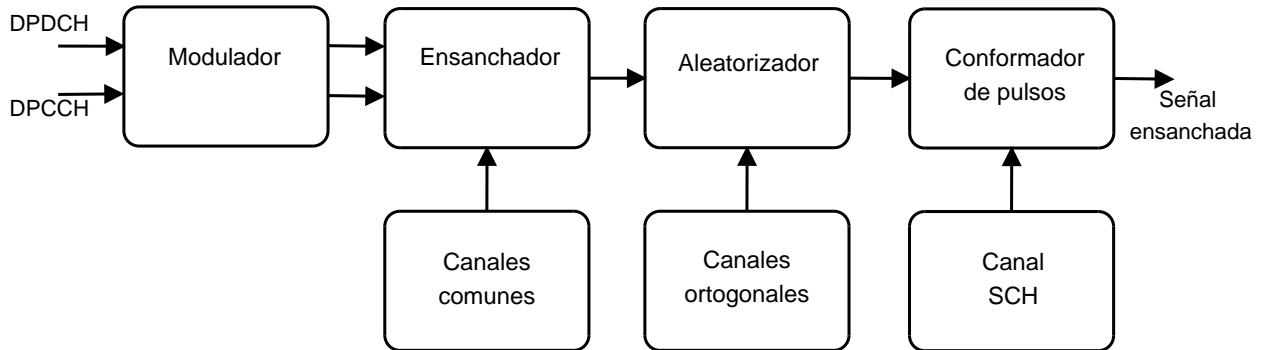 DPDCH
DPCCH
Modulador
Ensanchador
Aleatorizador
Conformador
de pulsos
Señal
ensanchada
Canales
comunes
Canales
ortogonales
Canal
SCH